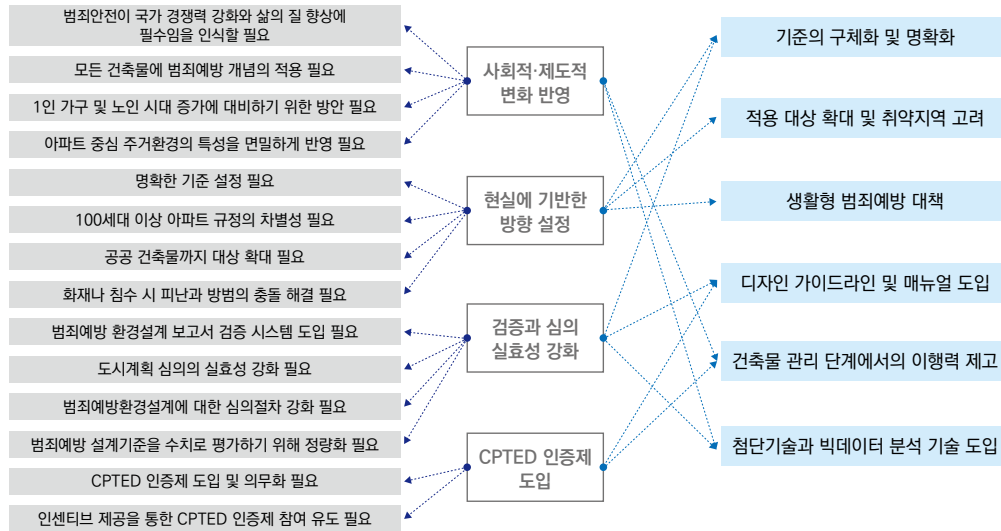 범죄안전이 국가 경쟁력 강화와 삶의 질 향상에
필수임을 인식할 필요
모든 건축물에 범죄예방 개념의 적용 필요
1인 가구 및 노인 시대 증가에 대비하기 위한 방안 필요
아파트 중심 주거환경의 특성을 면밀하게 반영 필요
명확한 기준 설정 필요
100세대 이상 아파트 규정의 차별성 필요
공공 건축물까지 대상 확대 필요
화재나 침수 시 피난과 방범의 충돌 해결 필요
범죄예방 환경설계 보고서 검증 시스템 도입 필요
도시계획 심의의 실효성 강화 필요
범죄예방환경설계에 대한 심의절차 강화 필요
범죄예방 설계기준을 수치로 평가하기 위해 정량화 필요
CPTED 인증제 도입 및 의무화 필요
인센티브 제공을 통한 CPTED 인증제 참여 유도 필요
사회적·제도적
변화 반영
현실에 기반한
방향 설정
검증과 심의
실효성 강화
CPTED 인증제
도입
기준의 구체화 및 명확화
적용 대상 확대 및 취약지역 고려
생활형 범죄예방 대책
디자인 가이드라인 및 매뉴얼 도입
건축물 관리 단계에서의 이행력 제고
첨단기술과 빅데이터 분석 기술 도입